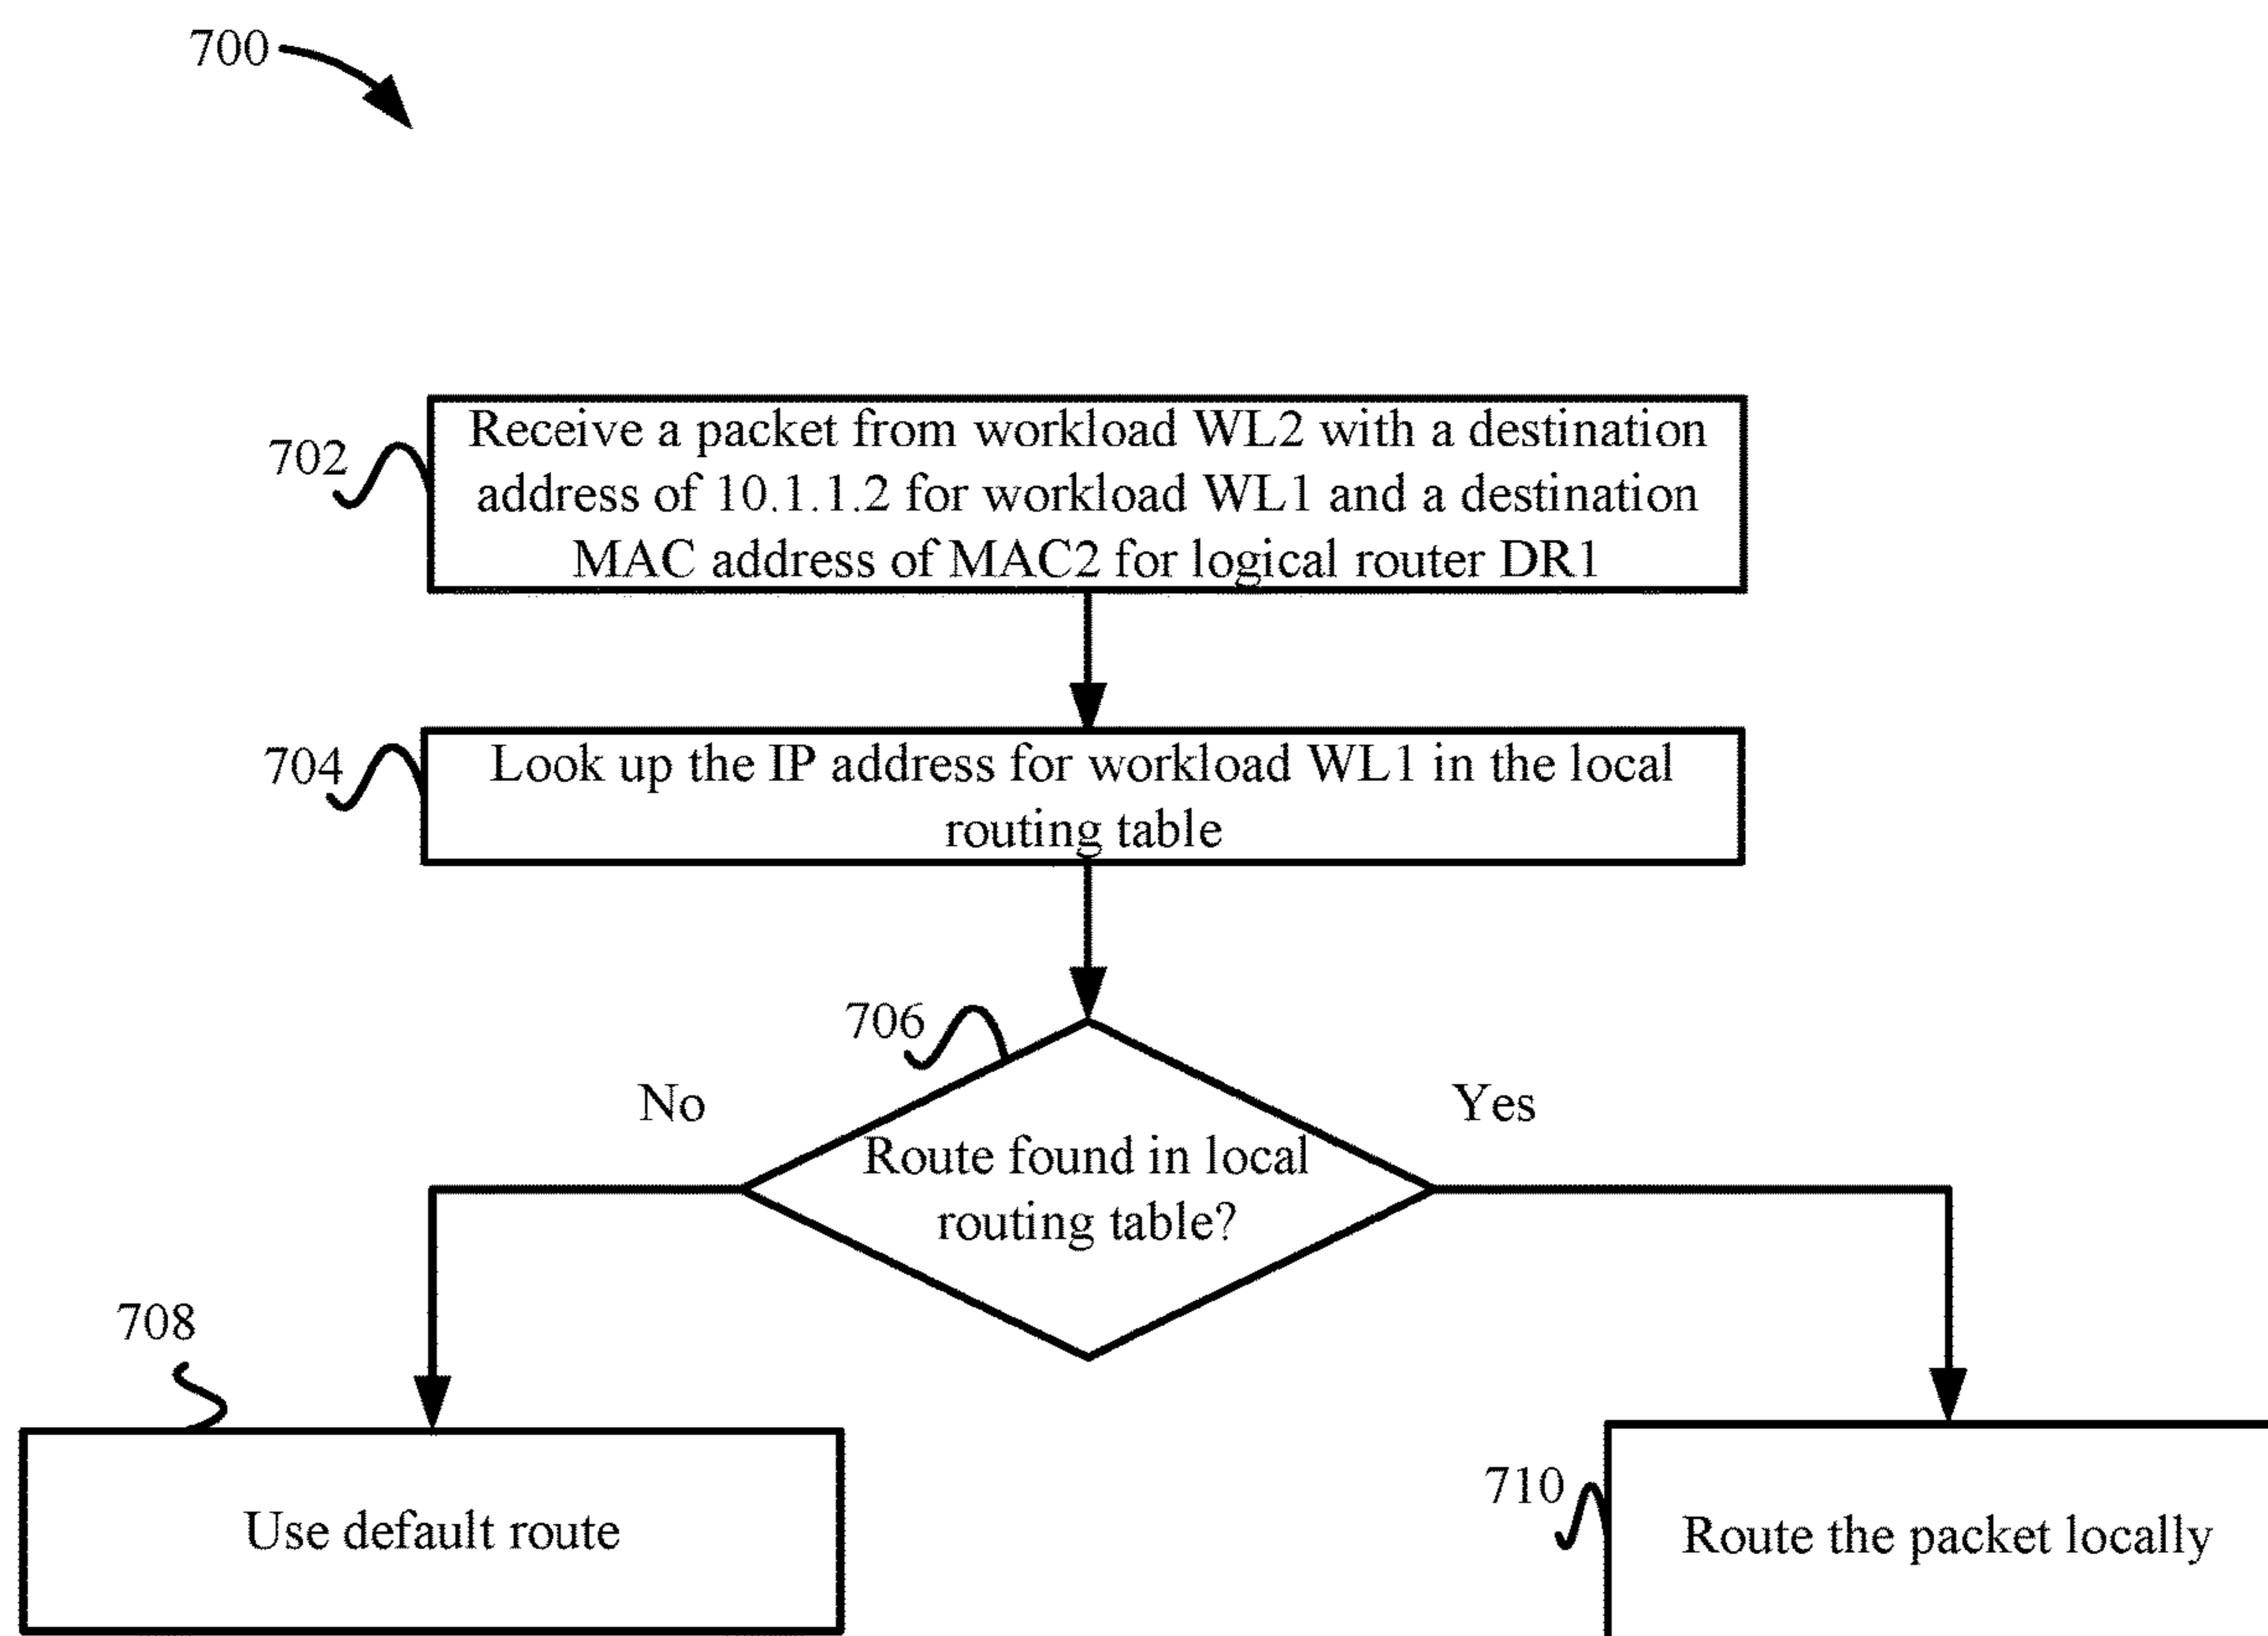 700
702
Receive a packet from workload WL2 with a destination
address of 10.1.1.2 for workload WL1 and a destination
MAC address of MAC2 for logical router DR1
704
Look up the IP address for workload WL1 in the local
routing table
706
No
Yes
Route found in local
routing table?
708
Use default route
710
Route the packet locally